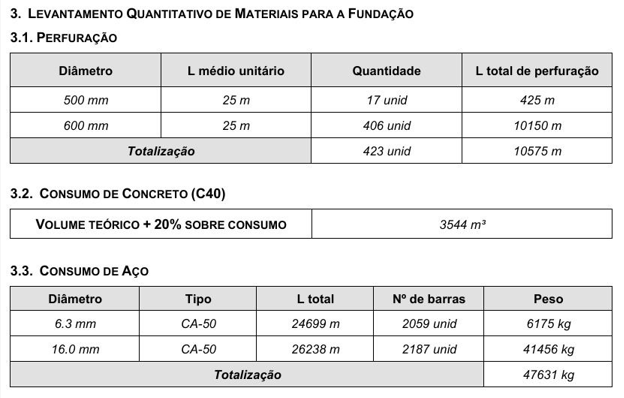 3. LEVANTAMENTO QUANTITATIVO DE MATERIAIS PARA A FUNDAÇÃO
3.1. PERFURAÇÃO
Diâmetro L médio unitário Quantidade L total de perfuração
500 mm 25 m 17 unid 425 m
600 mm 25 m 406 unid 10150 m
Totalização 423 unid 10575 m
3.2. CONSUMO DE CONCRETO (C40)
VOLUME TEÓRICO + 20% SOBRE CONSUMO 3544 m³
3.3. CONSUMO DE AÇO
Diâmetro Tipo L total Nº de barras Peso
6.3 mm CA-50 24699 m 2059 unid 6175 kg
16.0 mm CA-50 26238 m 2187 unid 41456 kg
Totalização 47631 kg